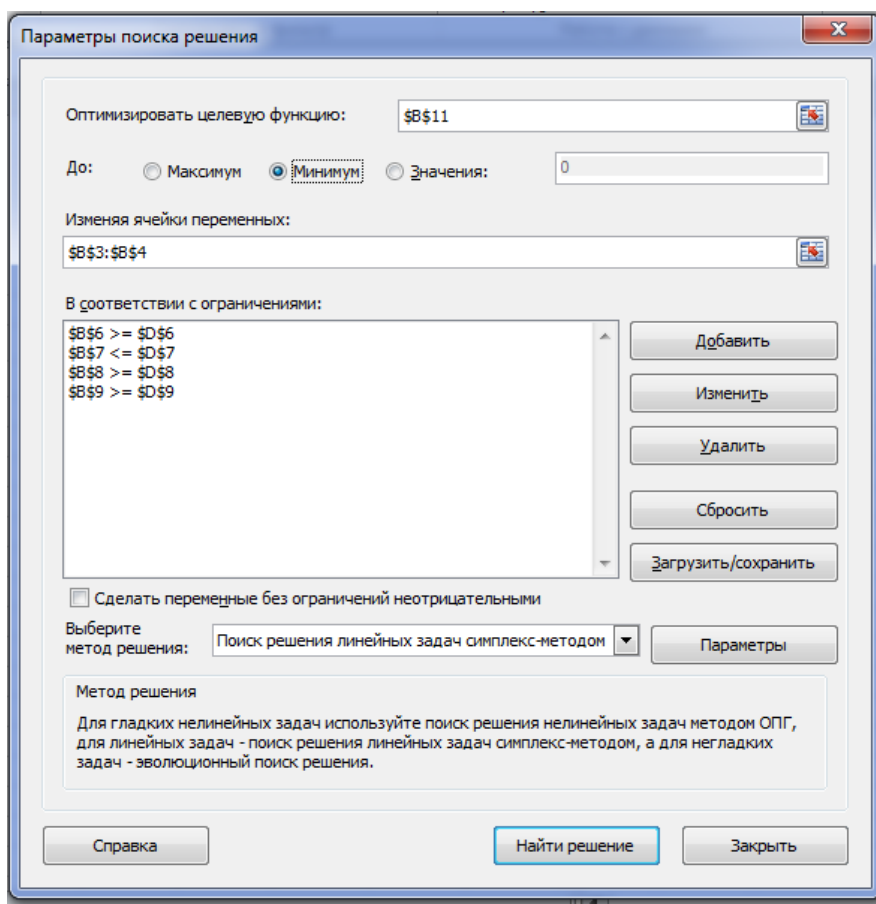 Параметры поиска решения
Оптимизировать целевую функцию:
$B$11
До:
Максимум
Минимум
Значения:
0
Изменяя ячейки переменных:
$B$3:$B$4
В соответствии с ограничениями:
$B$6 >= $D$6
$B$7 <= $D$7
$B$8 >= $D$8
$B$9 >= $D$9
Добавить
Изменить
Удалить
Сбросить
Загрузить/сохранить
Сделать переменные без ограничений неотрицательными
Выберите
метод решения:
Поиск решения линейных задач симплекс-методом
Параметры
Метод решения
Для гладких нелинейных задач используйте поиск решения нелинейных задач методом ОПГ,
для линейных задач - поиск решения линейных задач симплекс-методом, а для негладких
задач - эволюционный поиск решения.
Справка
Найти решение
Закрыть